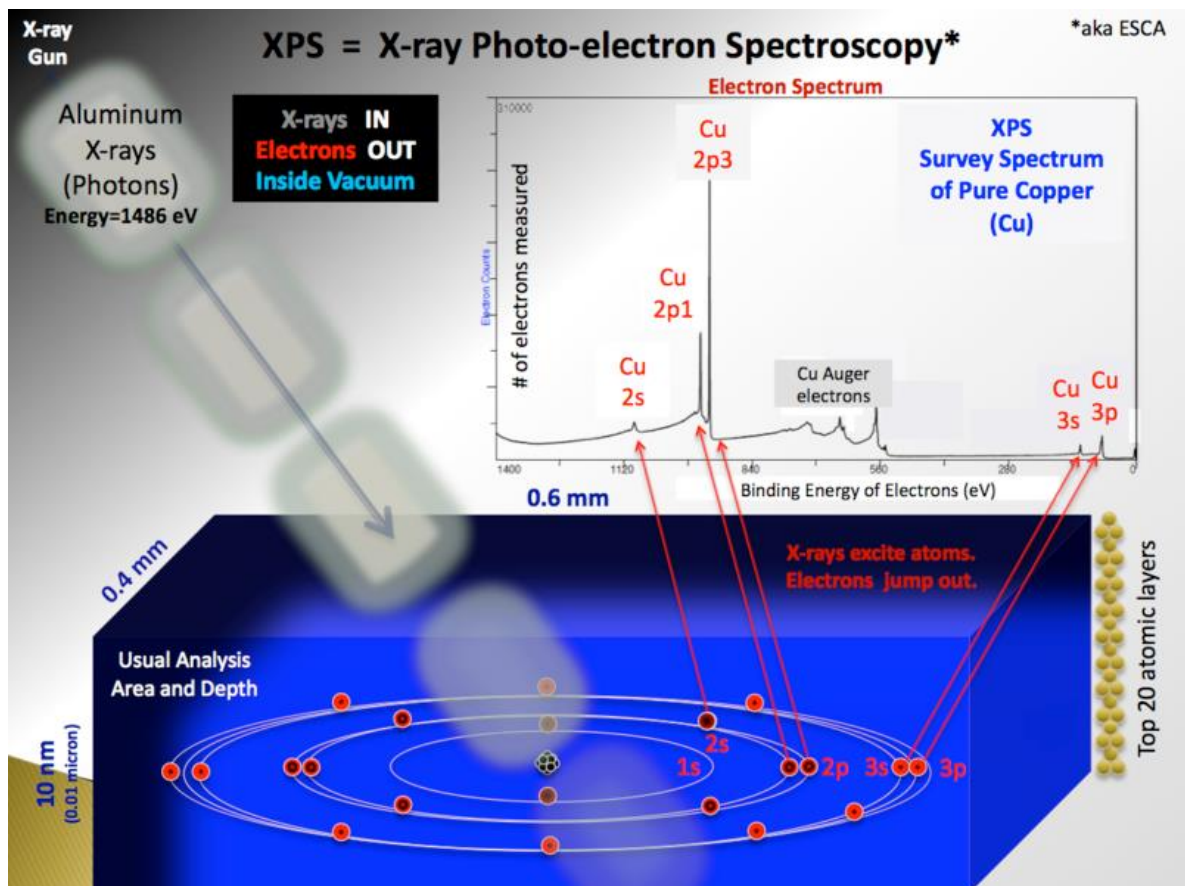 X-ray
Gun
XPS = X-ray Photo-electron Spectroscopy*
*aka ESCA
Aluminum
X-rays
(Photons)
Energy=1486 eV
X-rays IN
Electrons OUT
Inside Vacuum
Electron Spectrum
# of electrons measured
Electron Counts
Cu
2p3
XPS
Survey Spectrum
of Pure Copper
(Cu)
Cu
2p1
Cu
2s
Cu Auger
electrons
Cu
3s
Cu
3p
1400
1120
840
560
280
0
Binding Energy of Electrons (eV)
0.6 mm
0.4 mm
X-rays excite atoms.
Electrons jump out.
Top 20 atomic layers
Usual Analysis
Area and Depth
10 nm
(0.01 micron)
2s
1s
2p
3s
3p